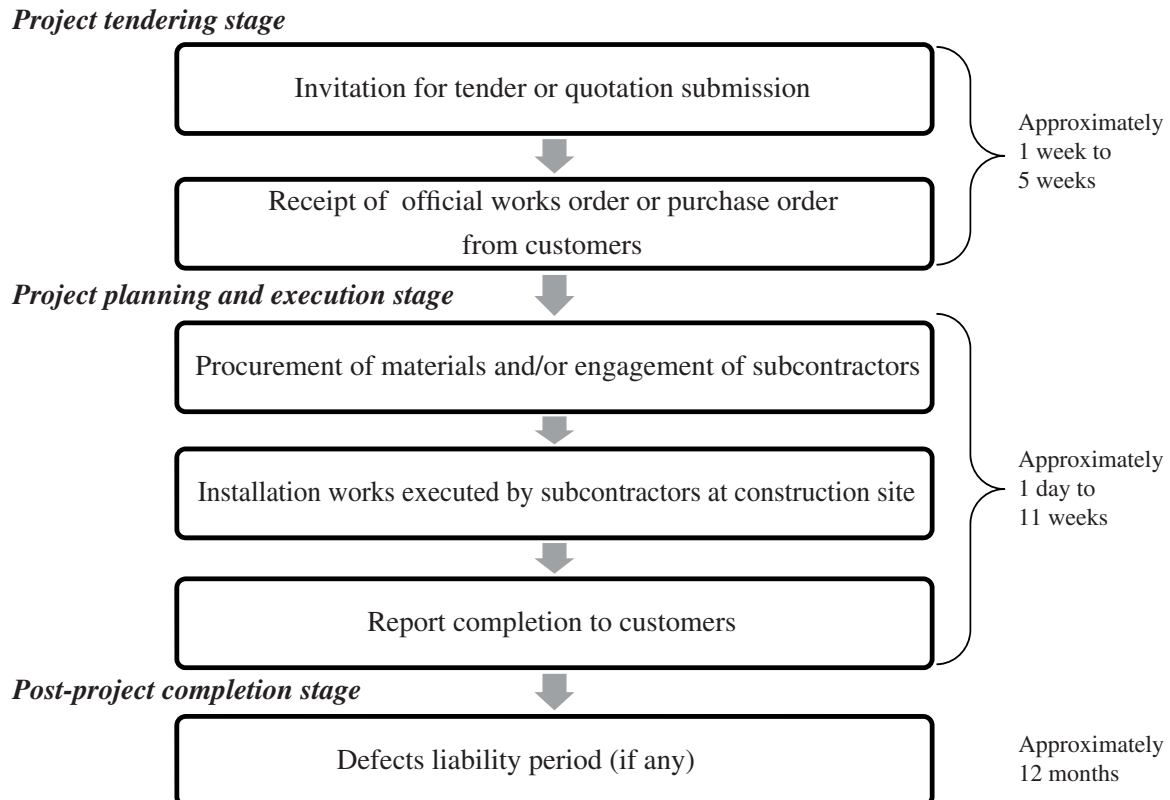 Project tendering stage
Invitation for tender or quotation submission
Approximately
1 week to
5 weeks
Receipt of official works order or purchase order
from customers
Project planning and execution stage
Procurement of materials and/or engagement of subcontractors
Installation works executed by subcontractors at construction site
Approximately
1 day to
11 weeks
Report completion to customers
Post-project completion stage
Defects liability period (if any)
Approximately
12 months